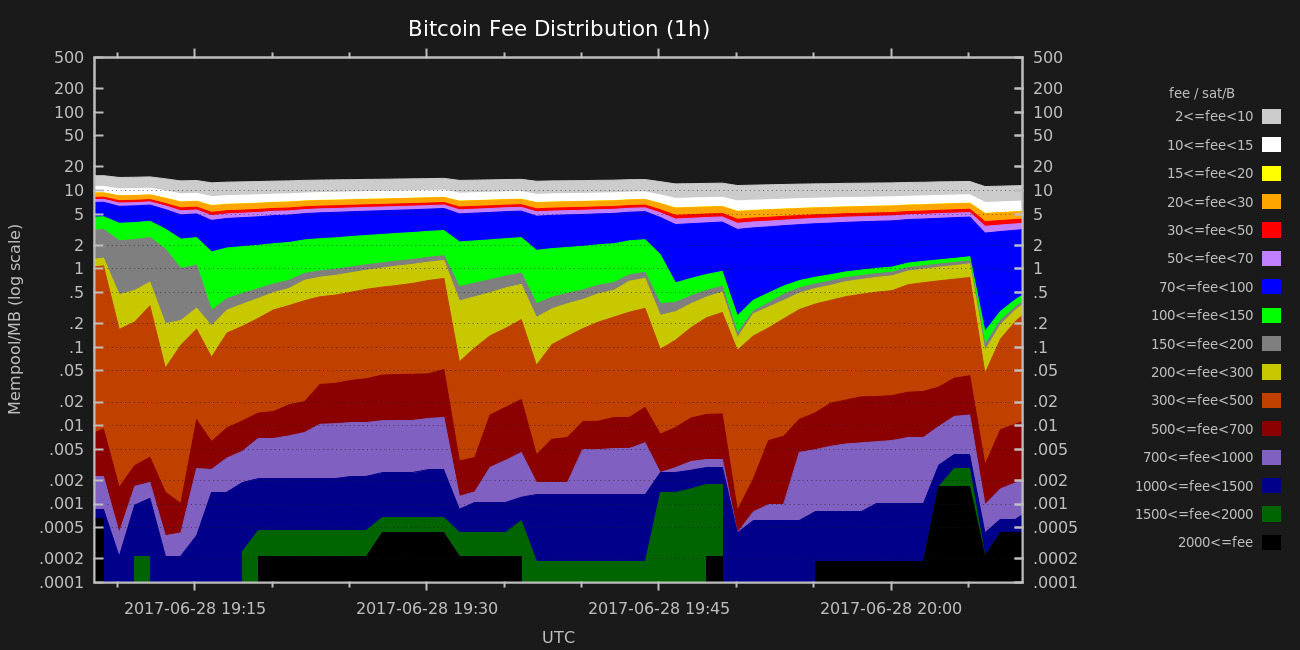 Bitcoin Fee Distribution (1h)
500
200
100
50
20
10
5
2
1
.5
.2
.1
.05
.02
.01
.005
.002
.001
.0005
.0002
.0001
Mempool/MB (log scale)
500
200
100
50
20
10
5
2
1
.5
.2
.1
.05
.02
.01
.005
.002
.001
.0005
.0002
.0001
2017-06-28 19:15
2017-06-28 19:30
2017-06-28 19:45
2017-06-28 20:00
UTC
fee / sat/B
2<=fee<10
10<=fee<15
15<=fee<20
20<=fee<30
30<=fee<50
50<=fee<70
70<=fee<100
100<=fee<150
150<=fee<200
200<=fee<300
300<=fee<500
500<=fee<700
700<=fee<1000
1000<=fee<1500
1500<=fee<2000
2000<=fee